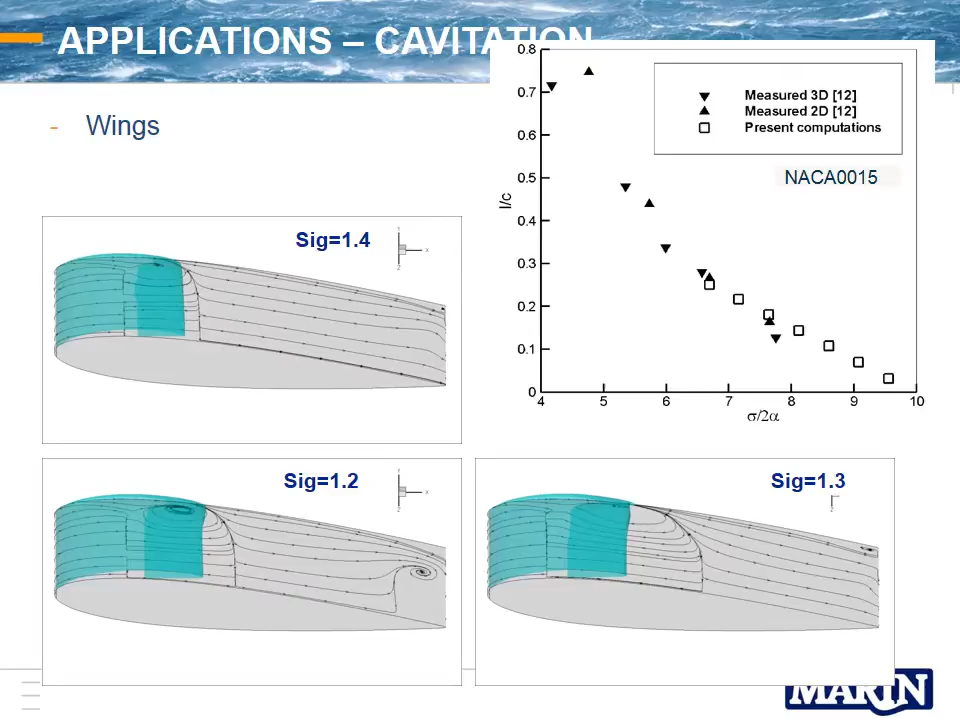 APPLICATIONS – CAVITATION
- Wings
0.8
0.7
0.6
0.5
0.4
0.3
0.2
0.1
0
l/c
4 5 6 7 8 9 10
σ/2α
Measured 3D [12]
Measured 2D [12]
Present computations
NACA0015
Sig=1.4
Y
X
Z
Sig=1.2
X
Z
Sig=1.3
Z
MARIN